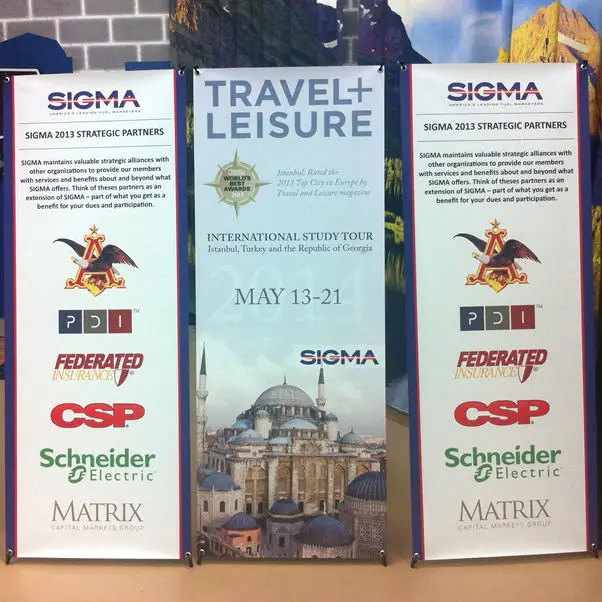 SIGMA
AMERICA'S LEADING FUEL MARKETERS
SIGMA 2013 STRATEGIC PARTNERS
SIGMA maintains valuable strategic alliances with
other organizations to provide our members
with services and benefits about and beyond what
SIGMA offers. Think of theses partners as an
extension of SIGMA – part of what you get as a
benefit for your dues and participation.
A
PDI™
FEDERATED
INSURANCE®
CSP®
Schneider
Electric
MATRIX
CAPITAL MARKETS GROUP
TRAVEL+
LEISURE
WORLD'S
BEST
AWARDS
2013
Istanbul: Rated the
2013 Top City in Europe by
Travel and Leisure magazine
INTERNATIONAL STUDY TOUR
Istanbul, Turkey and the Republic of Georgia
2014
MAY 13-21
SIGMA
SIGMA
AMERICA'S LEADING FUEL MARKETERS
SIGMA 2013 STRATEGIC PARTNERS
SIGMA maintains valuable strategic alliances with
other organizations to provide our members
with services and benefits about and beyond what
SIGMA offers. Think of theses partners as an
extension of SIGMA – part of what you get as a
benefit for your dues and participation.
A
PDI™
FEDERATED
INSURANCE®
CSP®
Schneider
Electric
MATRIX
CAPITAL MARKETS GROUP